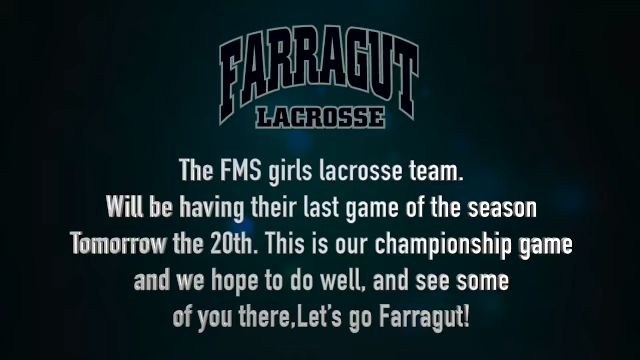 FARRAGUT
LACROSSE
The FMS girls lacrosse team.
Will be having their last game of the season
Tomorrow the 20th. This is our championship game
and we hope to do well, and see some
of you there,Let's go Farragut!